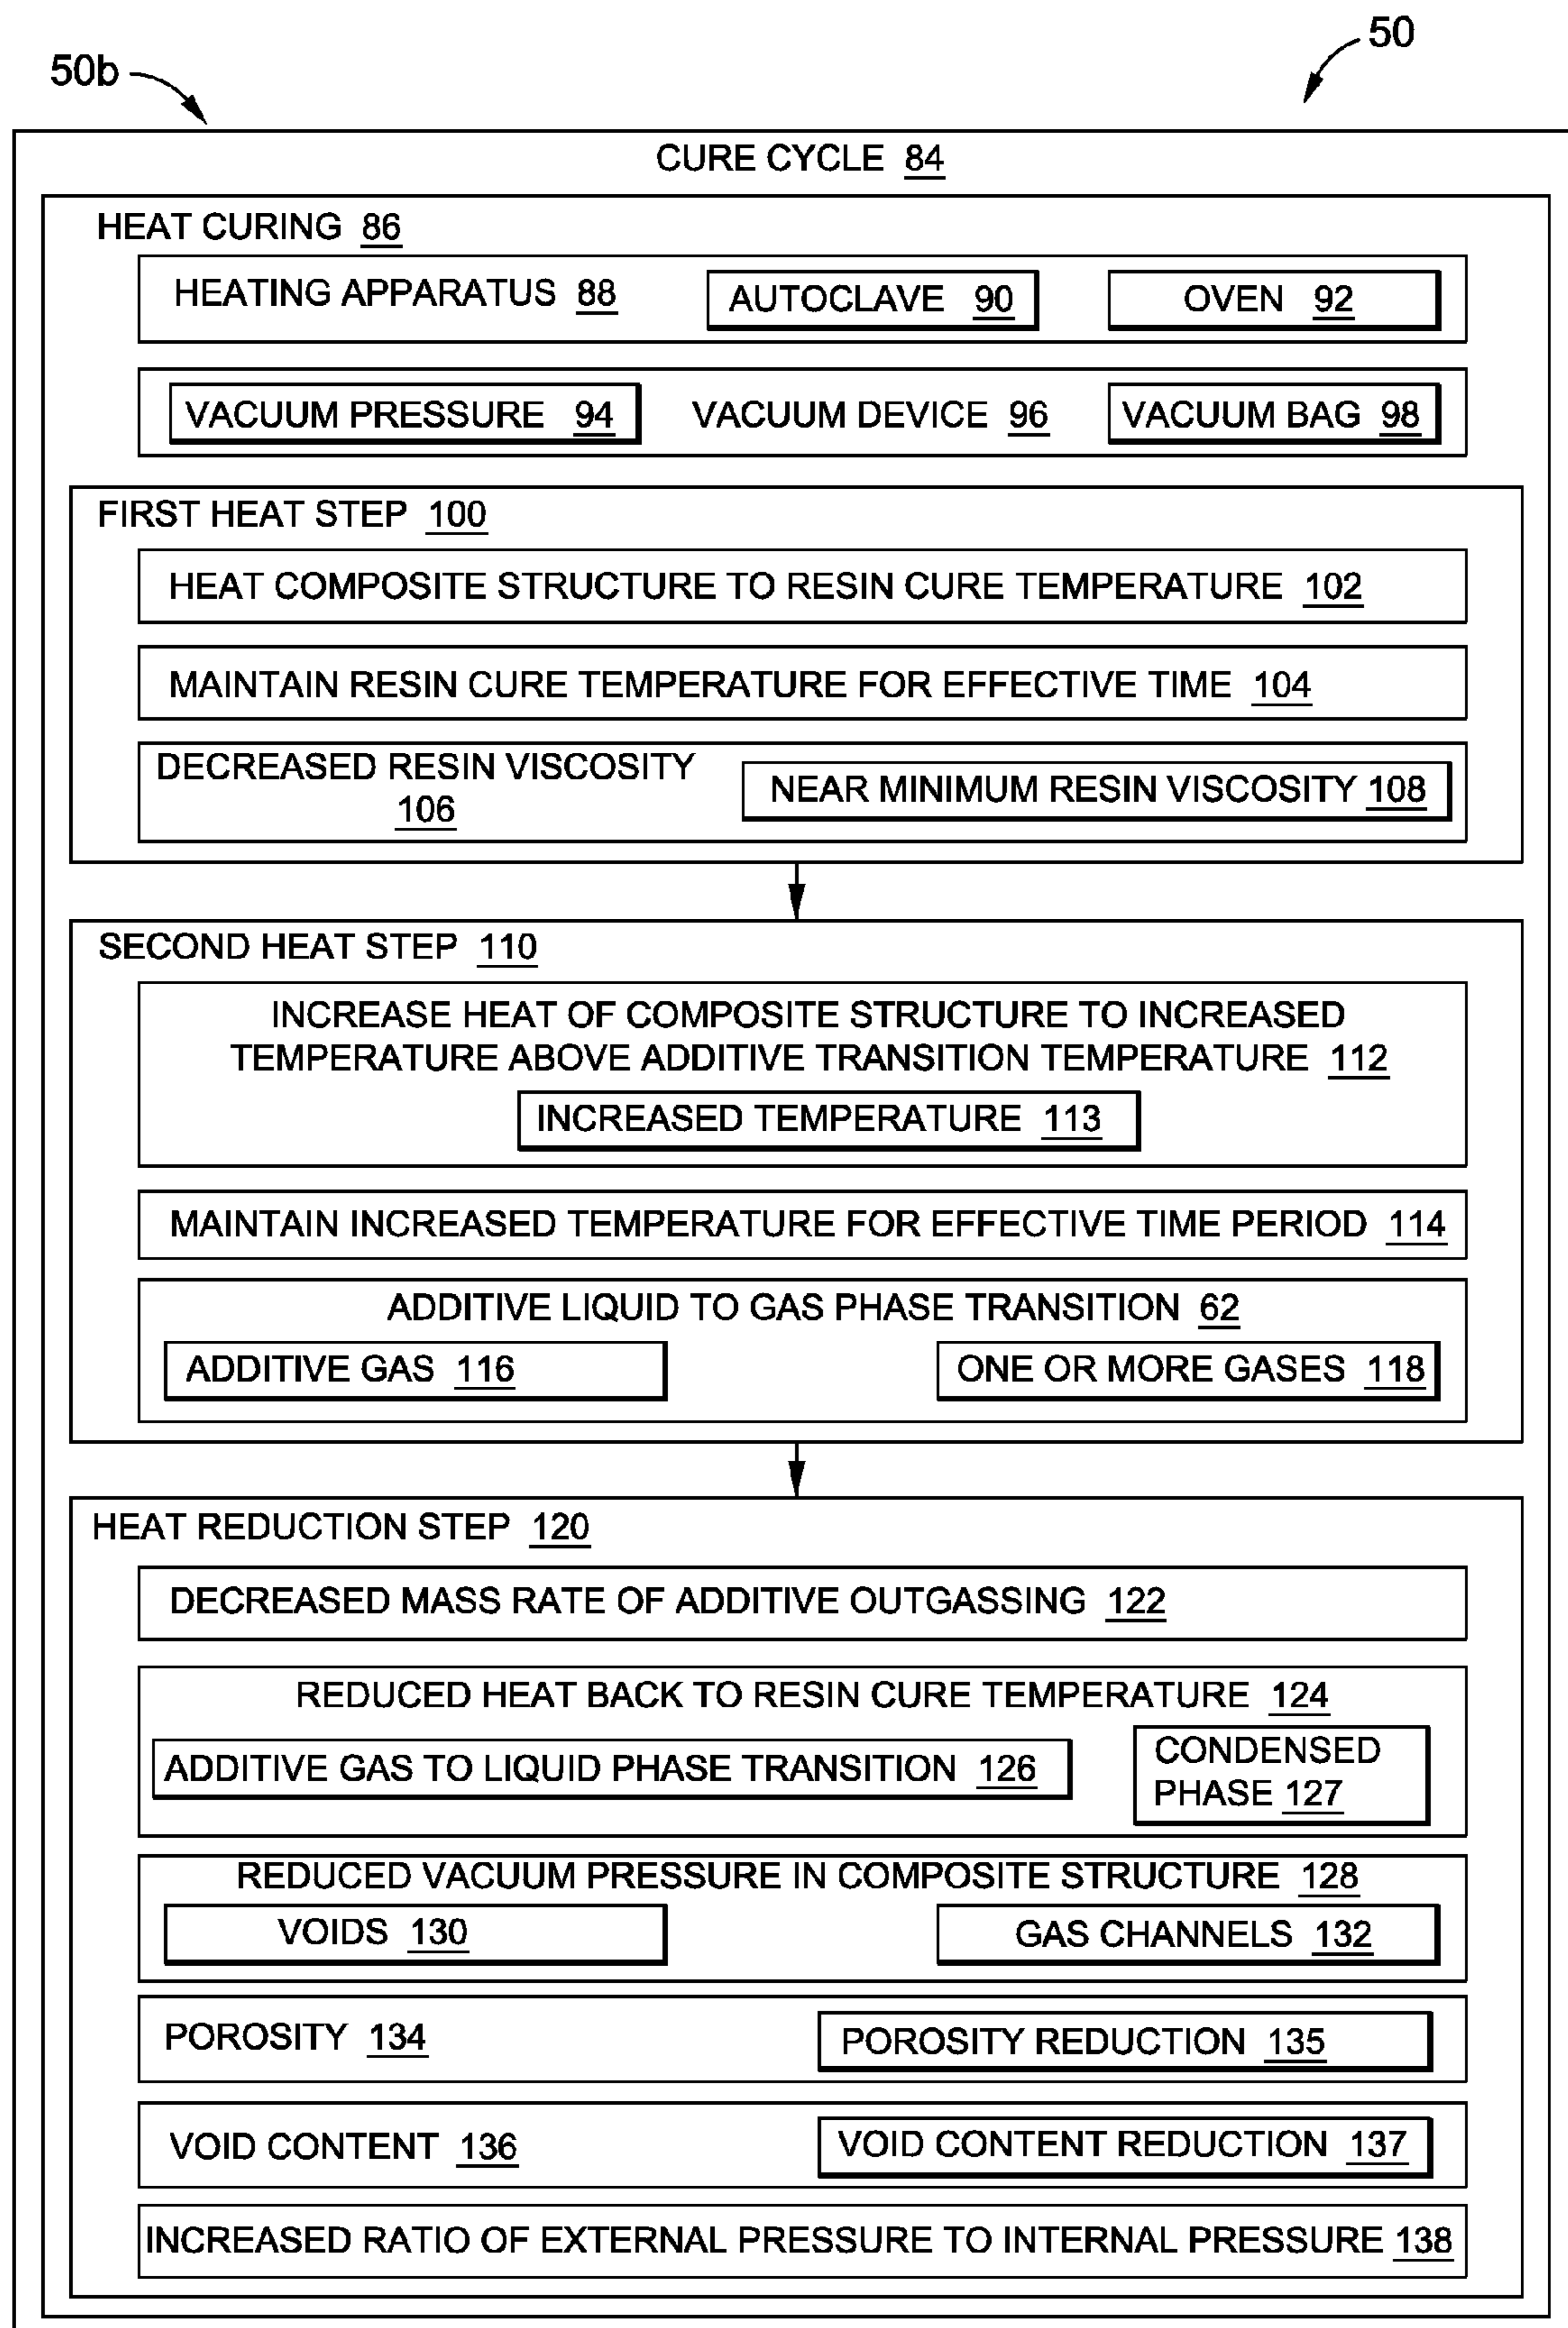 50
50b
CURE CYCLE 84
HEAT CURING 86
HEATING APPARATUS 88 AUTOCLAVE 90 OVEN 92
VACUUM PRESSURE 94 VACUUM DEVICE 96 VACUUM BAG 98
FIRST HEAT STEP 100
HEAT COMPOSITE STRUCTURE TO RESIN CURE TEMPERATURE 102
MAINTAIN RESIN CURE TEMPERATURE FOR EFFECTIVE TIME 104
DECREASED RESIN VISCOSITY
106
NEAR MINIMUM RESIN VISCOSITY 108
SECOND HEAT STEP 110
INCREASE HEAT OF COMPOSITE STRUCTURE TO INCREASED
TEMPERATURE ABOVE ADDITIVE TRANSITION TEMPERATURE 112
INCREASED TEMPERATURE 113
MAINTAIN INCREASED TEMPERATURE FOR EFFECTIVE TIME PERIOD 114
ADDITIVE LIQUID TO GAS PHASE TRANSITION 62
ADDITIVE GAS 116 ONE OR MORE GASES 118
HEAT REDUCTION STEP 120
DECREASED MASS RATE OF ADDITIVE OUTGASSING 122
REDUCED HEAT BACK TO RESIN CURE TEMPERATURE 124
ADDITIVE GAS TO LIQUID PHASE TRANSITION 126
CONDENSED
PHASE 127
REDUCED VACUUM PRESSURE IN COMPOSITE STRUCTURE 128
VOIDS 130 GAS CHANNELS 132
POROSITY 134 POROSITY REDUCTION 135
VOID CONTENT 136 VOID CONTENT REDUCTION 137
INCREASED RATIO OF EXTERNAL PRESSURE TO INTERNAL PRESSURE 138